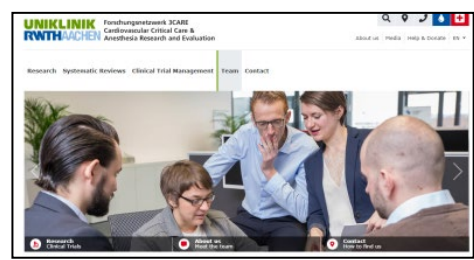 UNIKLINIK
RWTHAACHEN
Forschungsnetzwerk 3CARE
Cardiovascular Critical Care &
Anesthesia Research and Evaluation
About us Media Help & Donate EN
Research Systematic Reviews Clinical Trial Management Team Contact
Research
Clinical Trials
About us
Meet the team
Contact
How to find us